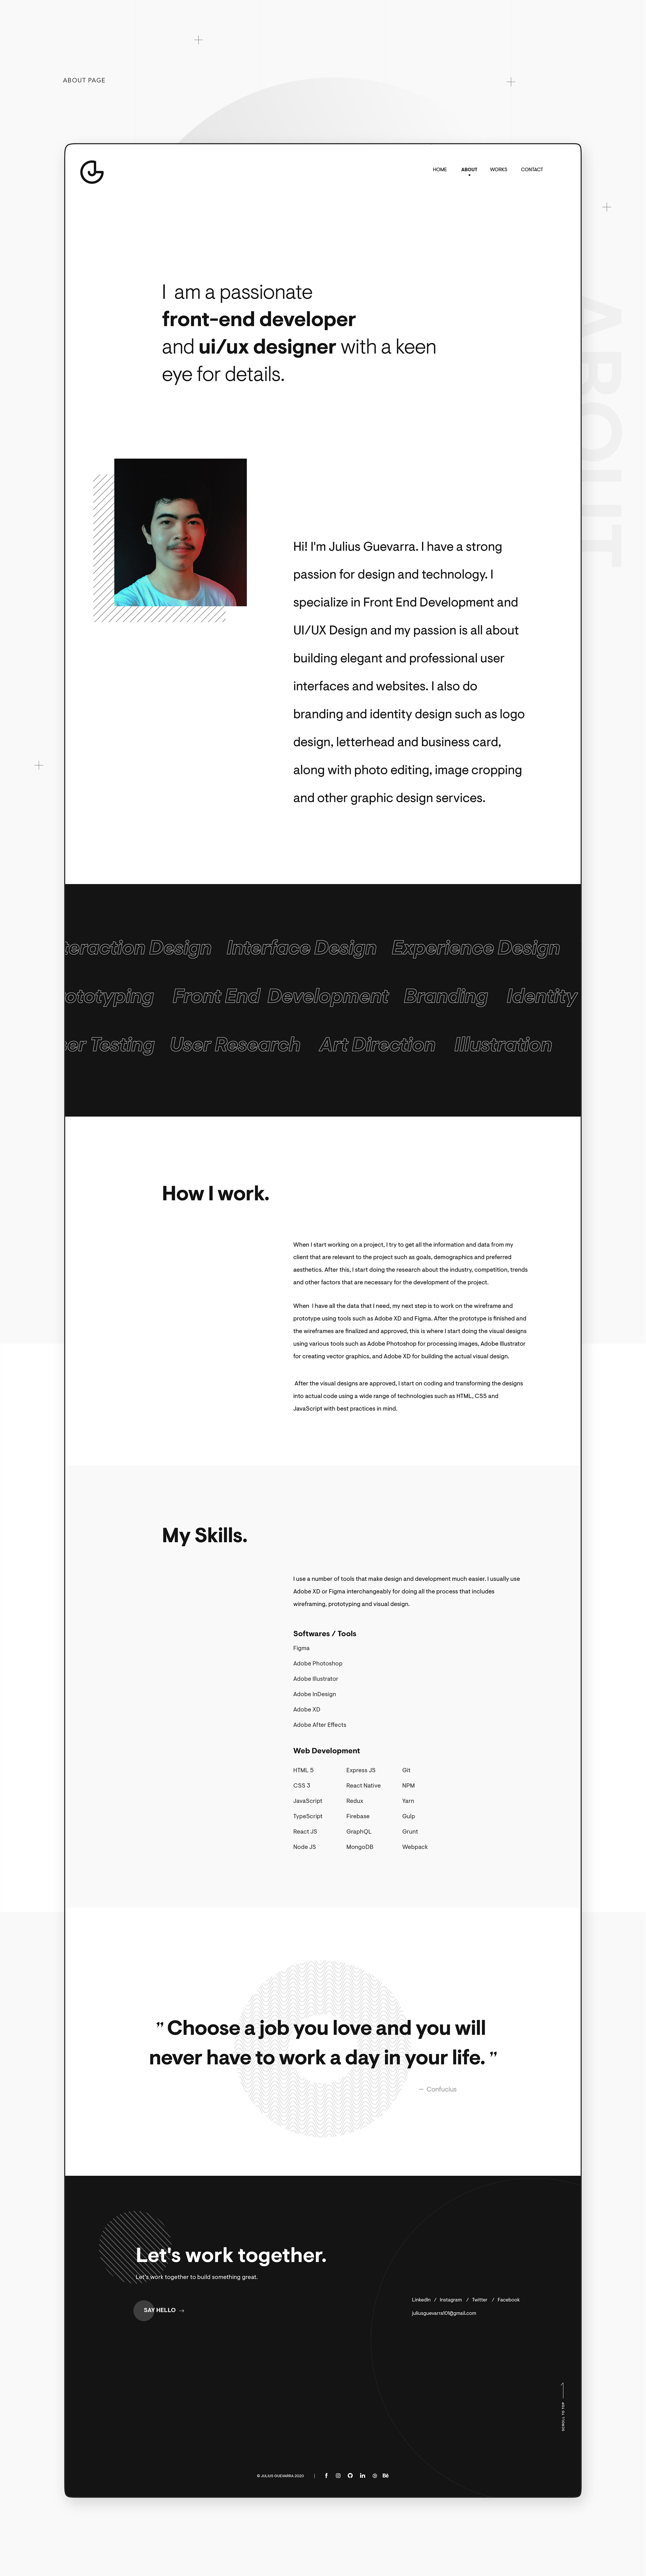 ABOUT PAGE
HOME ABOUT WORKS CONTACT
ABOUT
I am a passionate
front-end developer
and ui/ux designer with a keen
eye for details.
Hi! I'm Julius Guevarra. I have a strong
passion for design and technology. I
specialize in Front End Development and
UI/UX Design and my passion is all about
building elegant and professional user
interfaces and websites. I also do
branding and identity design such as logo
design, letterhead and business card,
along with photo editing, image cropping
and other graphic design services.
teraction Design Interface Design Experience Design
ototyping Front End Development Branding Identity
ser Testing User Research Art Direction Illustration
How I work.
When I start working on a project, I try to get all the information and data from my
client that are relevant to the project such as goals, demographics and preferred
aesthetics. After this, I start doing the research about the industry, competition, trends
and other factors that are necessary for the development of the project.
When I have all the data that I need, my next step is to work on the wireframe and
prototype using tools such as Adobe XD and Figma. After the prototype is finished and
the wireframes are finalized and approved, this is where I start doing the visual designs
using various tools such as Adobe Photoshop for processing images, Adobe Illustrator
for creating vector graphics, and Adobe XD for building the actual visual design.
After the visual designs are approved, I start on coding and transforming the designs
into actual code using a wide range of technologies such as HTML, CSS and
JavaScript with best practices in mind.
My Skills.
I use a number of tools that make design and development much easier. I usually use
Adobe XD or Figma interchangeably for doing all the process that includes
wireframing, prototyping and visual design.
Softwares / Tools
Figma
Adobe Photoshop
Adobe Illustrator
Adobe InDesign
Adobe XD
Adobe After Effects
Web Development
HTML 5 Express JS Git
CSS 3 React Native NPM
JavaScript Redux Yarn
TypeScript Firebase Gulp
React JS GraphQL Grunt
Node JS MongoDB Webpack
” Choose a job you love and you will
never have to work a day in your life. ”
— Confucius
Let's work together.
Let's work together to build something great.
SAY HELLO →
LinkedIn / Instagram / Twitter / Facebook
juliusguevarra101@gmail.com
SCROLL TO TOP
© JULIUS GUEVARRA 2020 | f in Bē